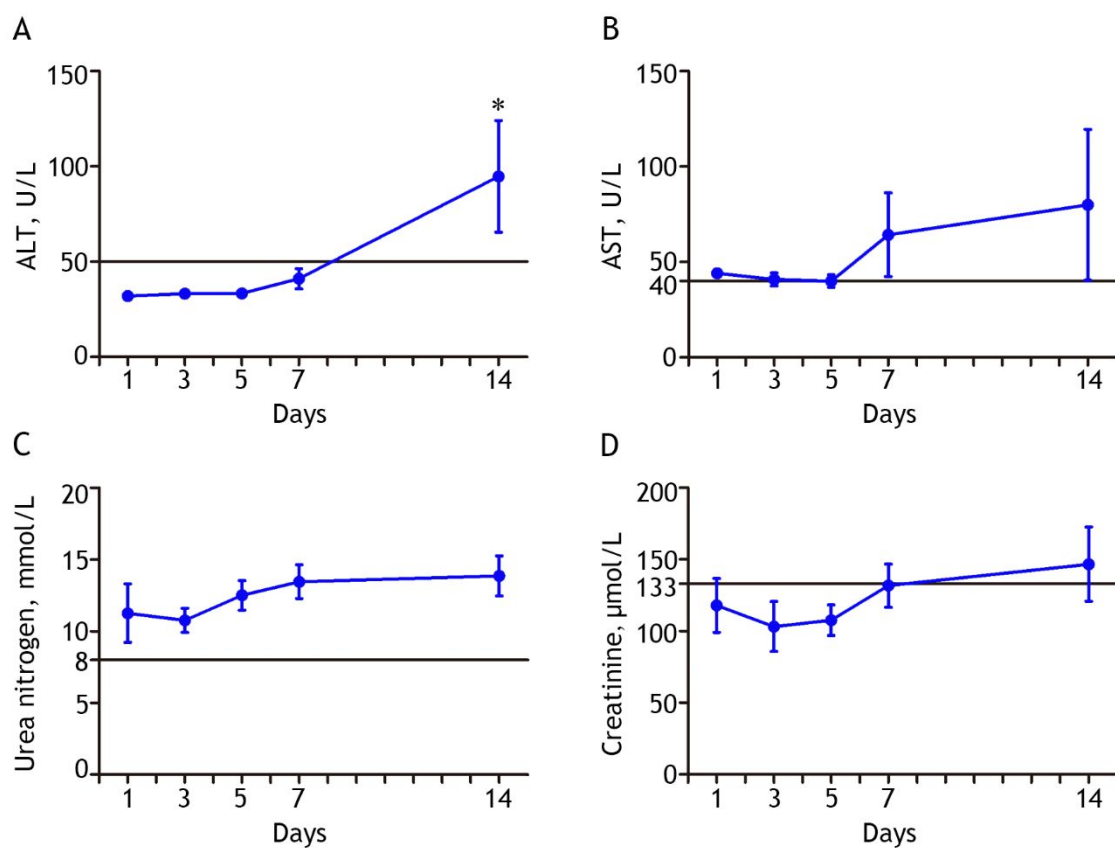 A
ALT, U/L
150
100
50
0
*
1 3 5 7 14
Days
B
AST, U/L
150
100
50
40
0
1 3 5 7 14
Days
C
Urea nitrogen, mmol/L
20
15
10
8
5
0
1 3 5 7 14
Days
D
Creatinine, μmol/L
200
150
133
100
50
0
1 3 5 7 14
Days